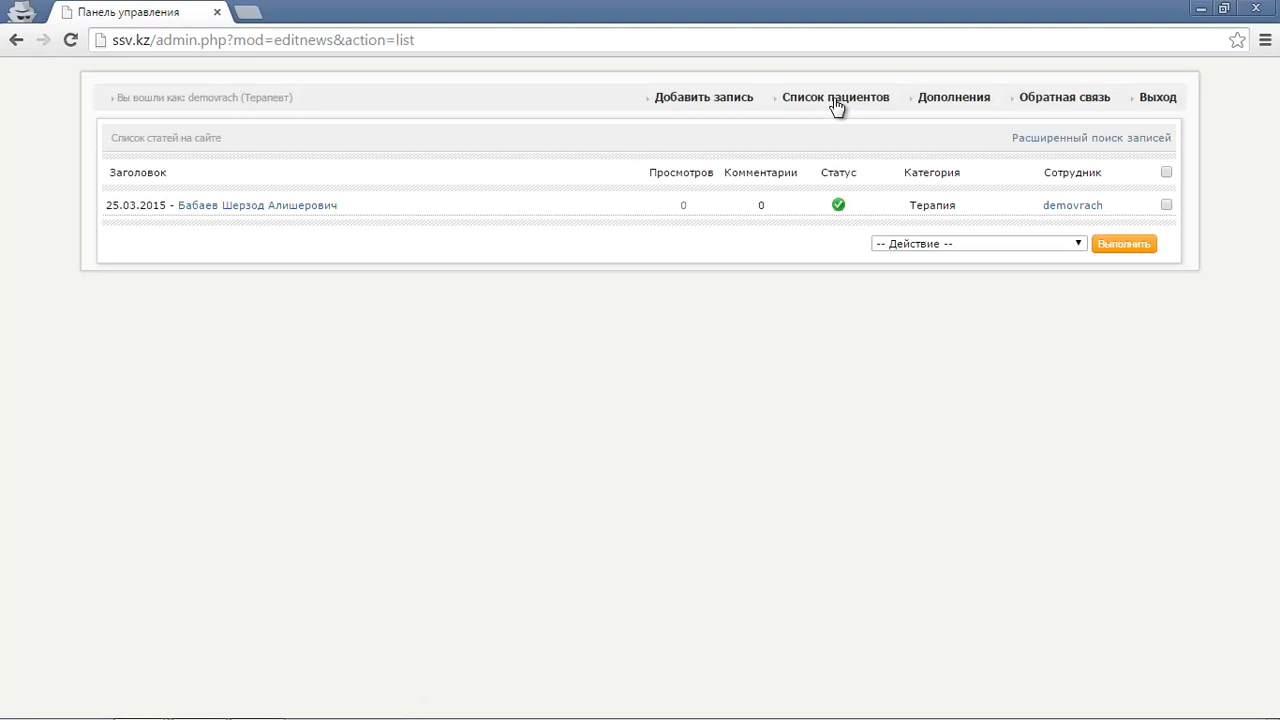 Панель управления
ssv.kz/admin.php?mod=editnews&action=list
Вы вошли как: demovrach (Терапевт)
Добавить запись
Список пациентов
Дополнения
Обратная связь
Выход
Список статей на сайте
Расширенный поиск записей
Заголовок Просмотров Комментарии Статус Категория Сотрудник
25.03.2015 - Бабаев Шерзод Алишерович 0 0 Терапия demovrach
-- Действие -- Выполнить